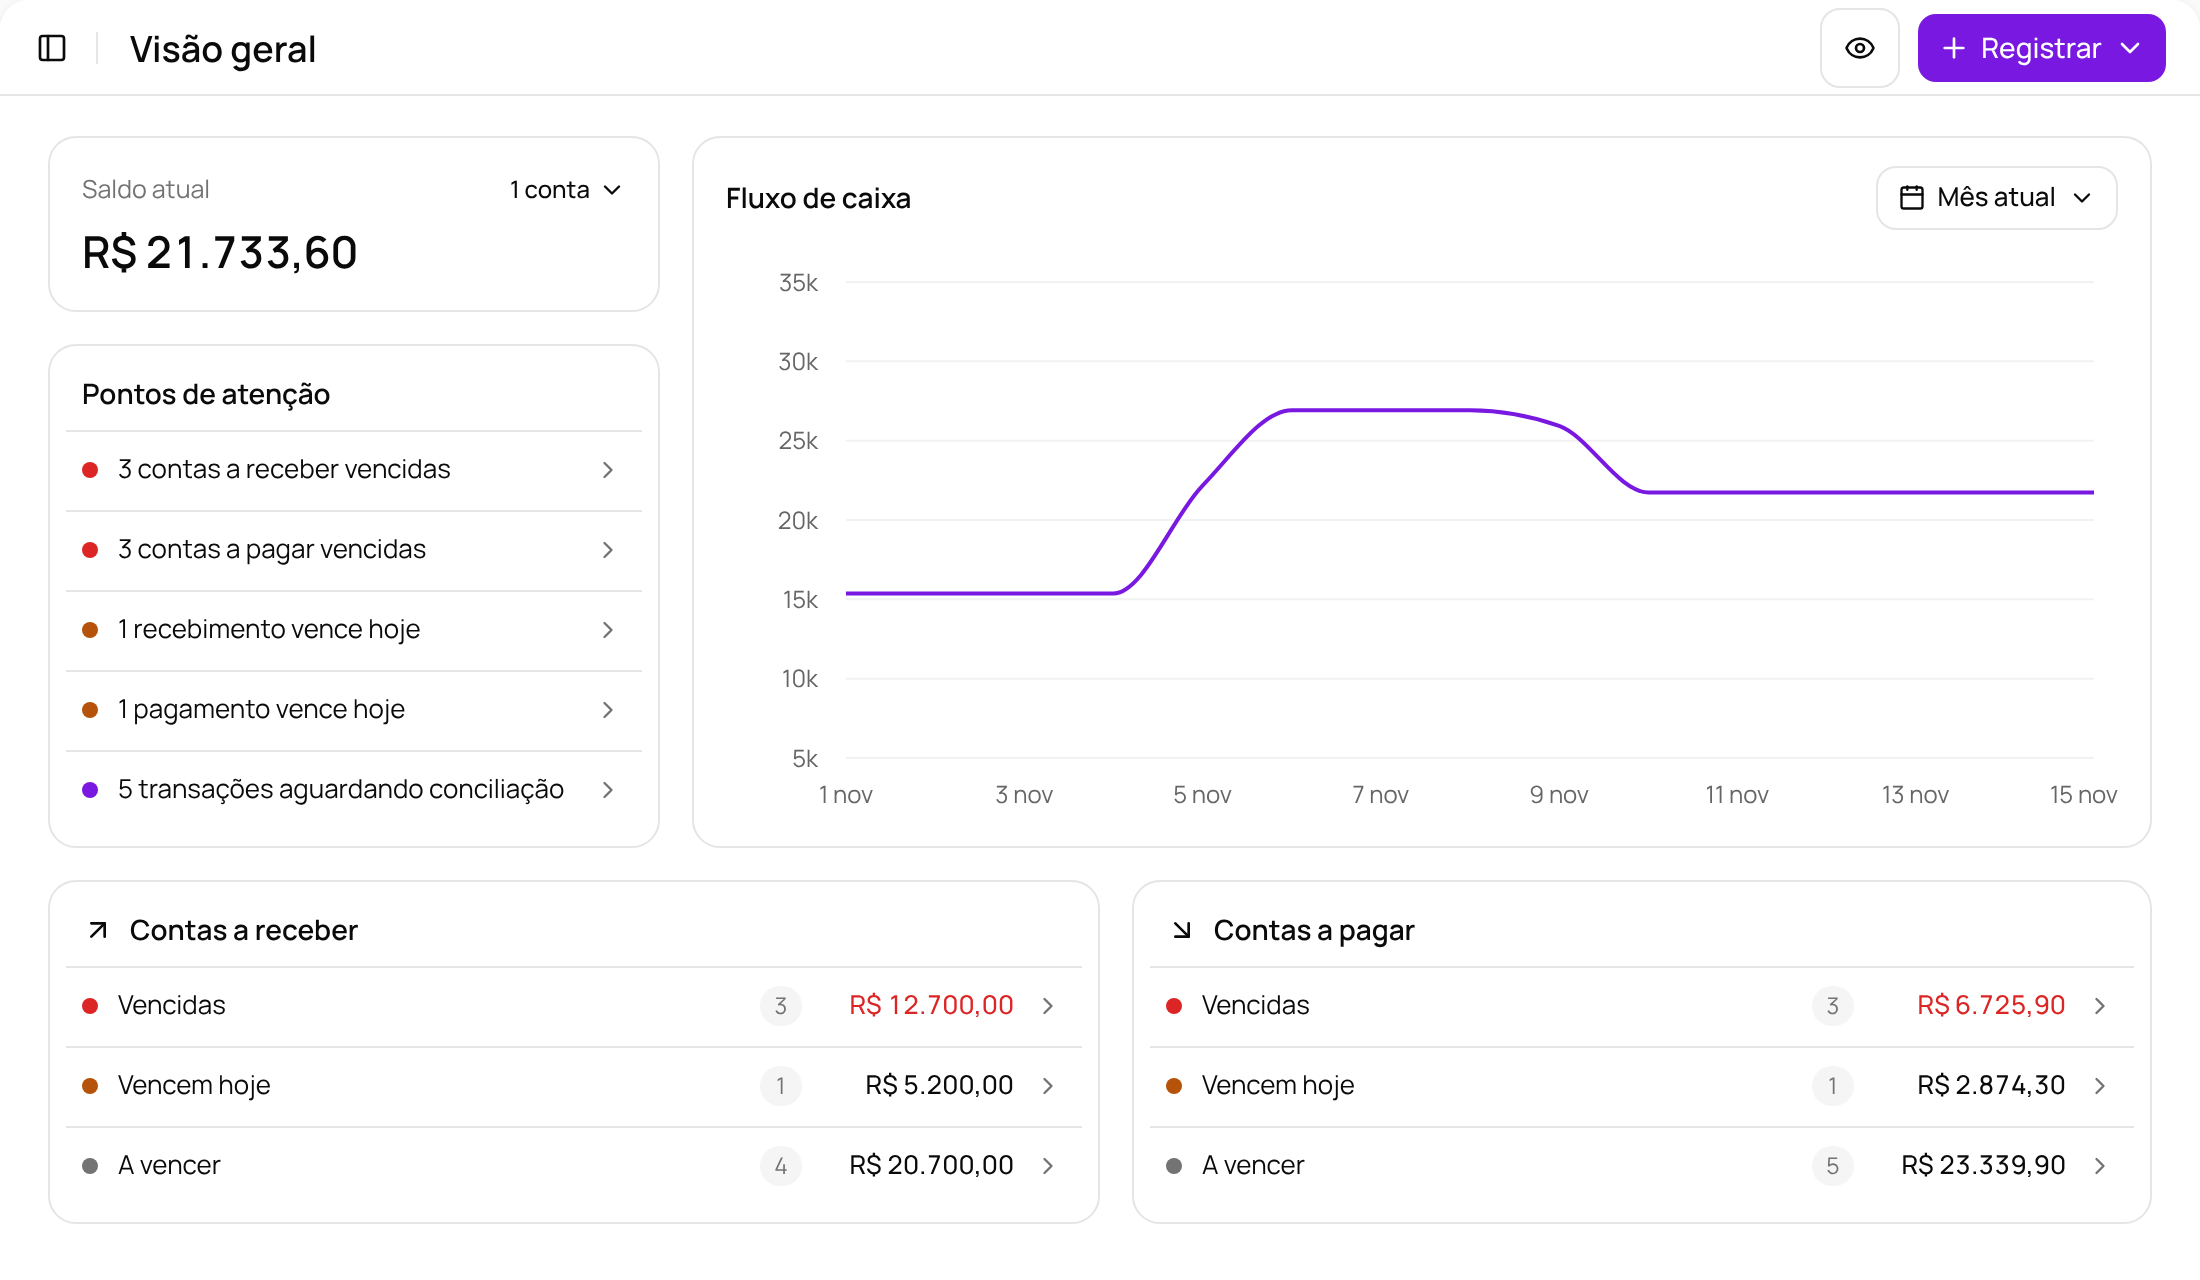 Visão geral
Registrar
Saldo atual
1 conta
R$ 21.733,60
Pontos de atenção
3 contas a receber vencidas
3 contas a pagar vencidas
1 recebimento vence hoje
1 pagamento vence hoje
5 transações aguardando conciliação
Fluxo de caixa
Mês atual
35k
30k
25k
20k
15k
10k
5k
1 nov 3 nov 5 nov 7 nov 9 nov 11 nov 13 nov 15 nov
Contas a receber
Vencidas 3 R$ 12.700,00
Vencem hoje 1 R$ 5.200,00
A vencer 4 R$ 20.700,00
Contas a pagar
Vencidas 3 R$ 6.725,90
Vencem hoje 1 R$ 2.874,30
A vencer 5 R$ 23.339,90